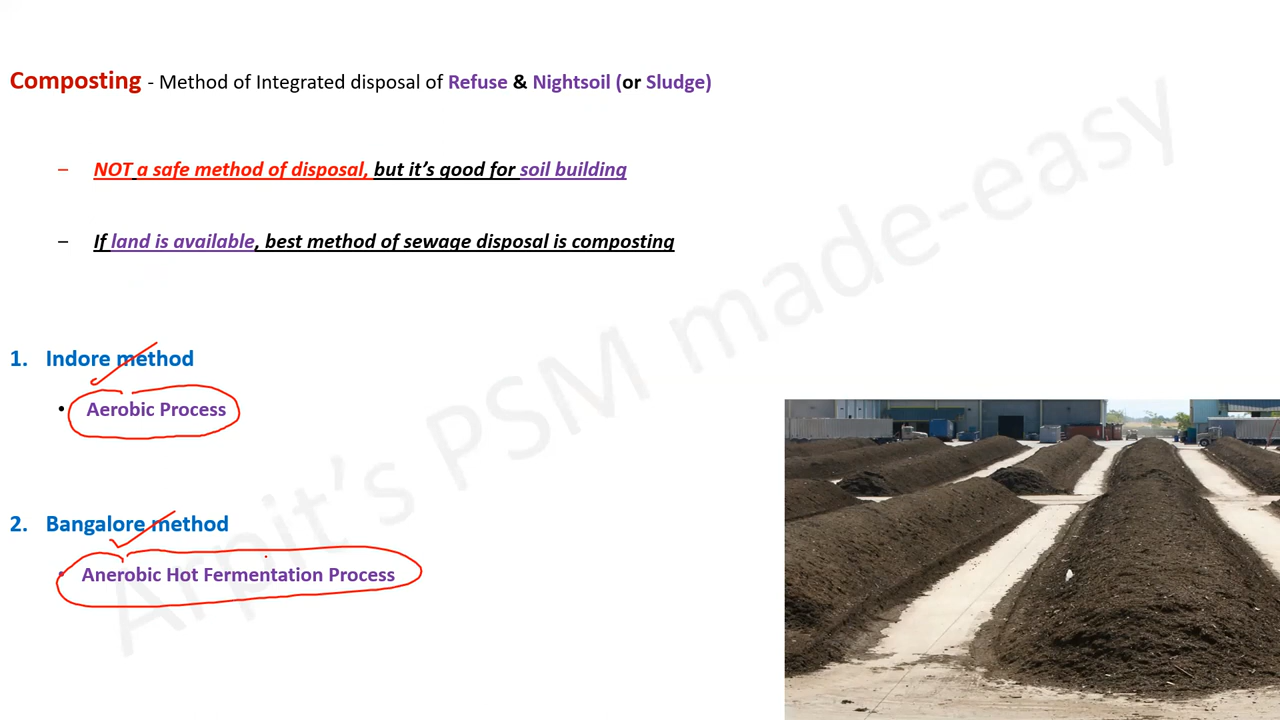 Composting - Method of Integrated disposal of Refuse & Nightsoil (or Sludge)
– NOT a safe method of disposal, but it's good for soil building
– If land is available, best method of sewage disposal is composting
1. Indore method
• Aerobic Process
2. Bangalore method
• Anerobic Hot Fermentation Process
Arpit's PSM made-easy